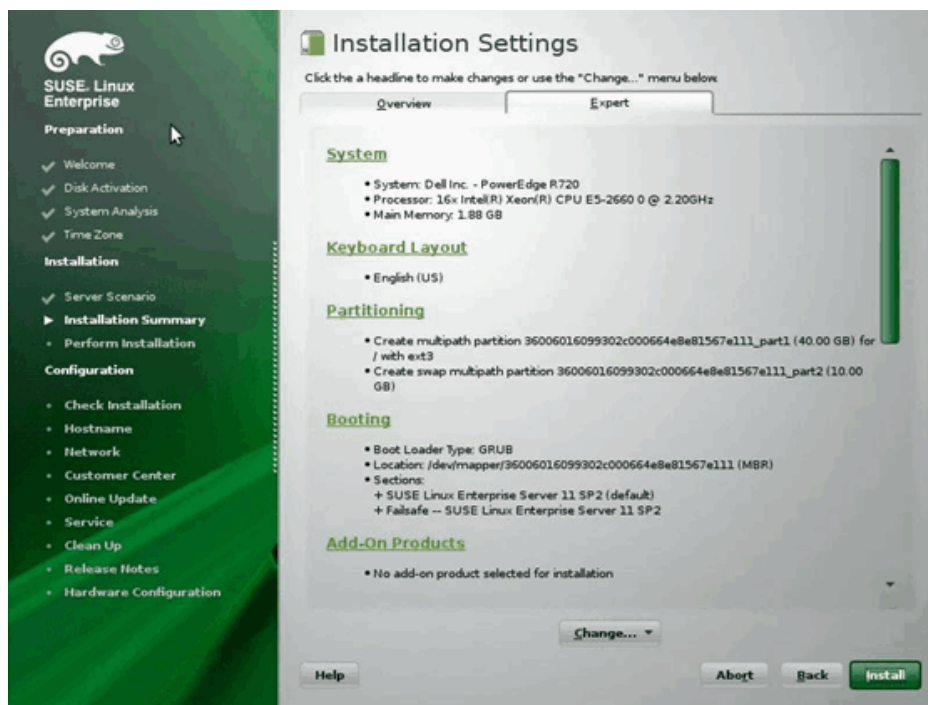 SUSE. Linux
Enterprise
Preparation
Welcome
Disk Activation
System Analysis
Time Zone
Installation
Server Scenario
Installation Summary
Perform Installation
Configuration
Check Installation
Hostname
Network
Customer Center
Online Update
Service
Clean Up
Release Notes
Hardware Configuration
Installation Settings
Click the a headline to make changes or use the "Change..." menu below.
Overview
Expert
System
• System: Dell Inc. - PowerEdge R720
• Processor: 16x Intel(R) Xeon(R) CPU E5-2660 0 @ 2.20GHz
• Main Memory: 1.88 GB
Keyboard Layout
• English (US)
Partitioning
• Create multipath partition 36006016099302c000664e8e81567e111_part1 (40.00 GB) for
/ with ext3
• Create swap multipath partition 36006016099302c000664e8e81567e111_part2 (10.00
GB)
Booting
• Boot Loader Type: GRUB
• Location: /dev/mapper/36006016099302c000664e8e81567e111 (MBR)
• Sections:
+ SUSE Linux Enterprise Server 11 SP2 (default)
+ Failsafe -- SUSE Linux Enterprise Server 11 SP2
Add-On Products
• No add-on product selected for installation
Change...
Help
Abort
Back
Install